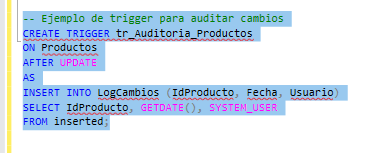 -- Ejemplo de trigger para auditar cambios
CREATE TRIGGER tr_Auditoria_Productos
ON Productos
AFTER UPDATE
AS
INSERT INTO LogCambios (IdProducto, Fecha, Usuario)
SELECT IdProducto, GETDATE(), SYSTEM_USER
FROM inserted;